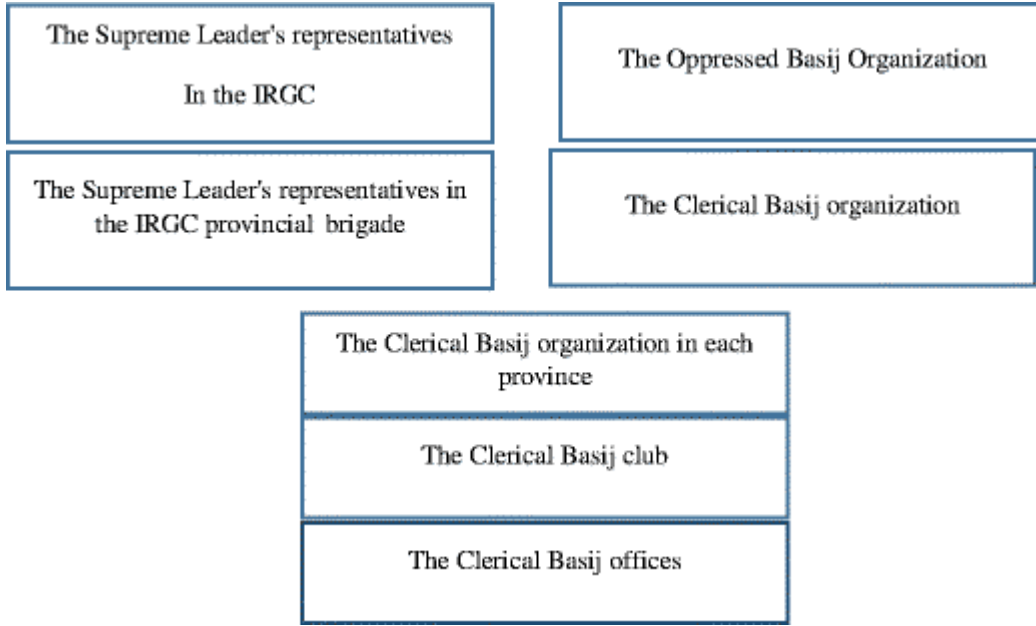 The Supreme Leader's representatives
In the IRGC
The Oppressed Basij Organization
The Supreme Leader's representatives in
the IRGC provincial brigade
The Clerical Basij organization
The Clerical Basij organization in each
province
The Clerical Basij club
The Clerical Basij offices